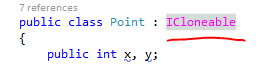 7 references
public class Point : ICloneable
{
public int x, y;